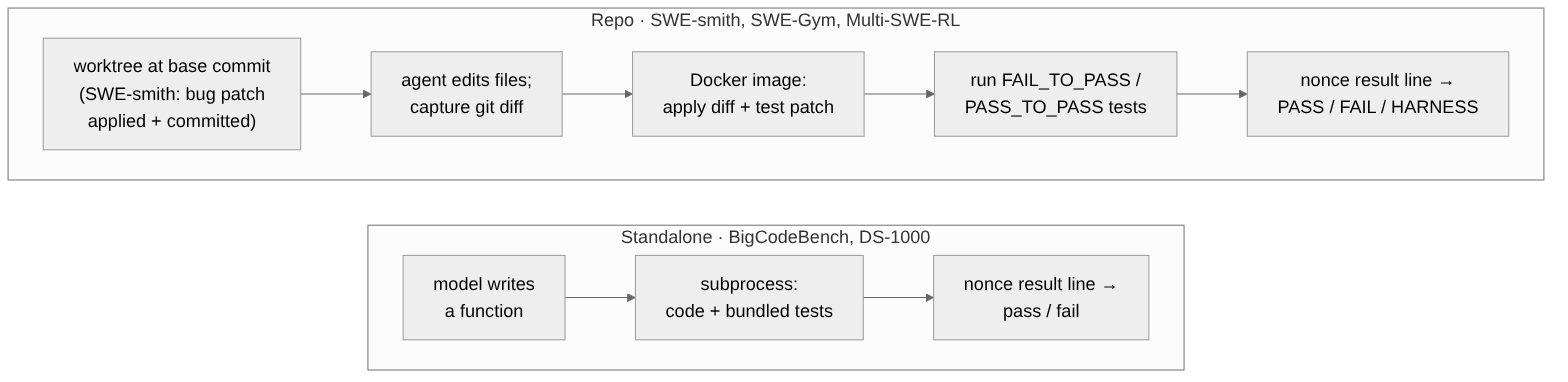 Repo · SWE-smith, SWE-Gym, Multi-SWE-RL
worktree at base commit
(SWE-smith: bug patch
applied + committed)
agent edits files;
capture git diff
Docker image:
apply diff + test patch
run FAIL_TO_PASS /
PASS_TO_PASS tests
nonce result line →
PASS / FAIL / HARNESS
Standalone · BigCodeBench, DS-1000
model writes
a function
subprocess:
code + bundled tests
nonce result line →
pass / fail